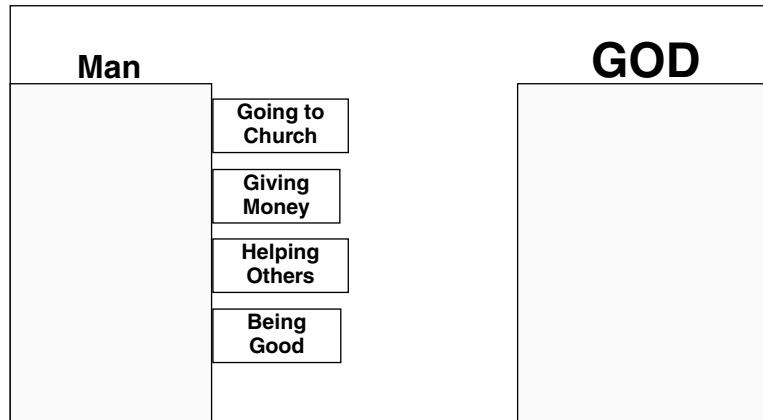 Man
GOD
Going to
Church
Giving
Money
Helping
Others
Being
Good